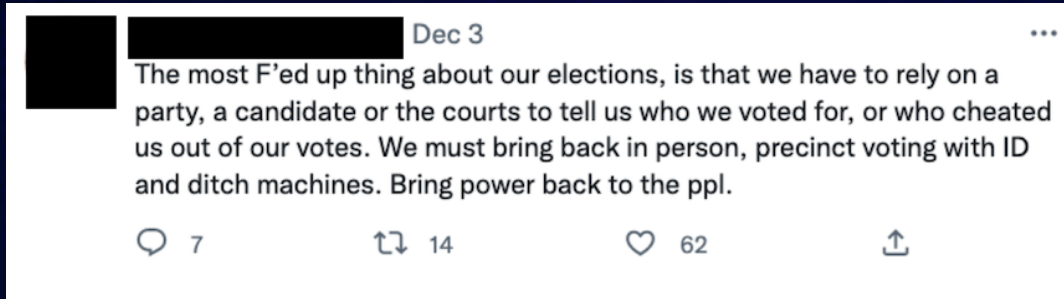 Dec 3
The most F'ed up thing about our elections, is that we have to rely on a
party, a candidate or the courts to tell us who we voted for, or who cheated
us out of our votes. We must bring back in person, precinct voting with ID
and ditch machines. Bring power back to the ppl.
7 14 62